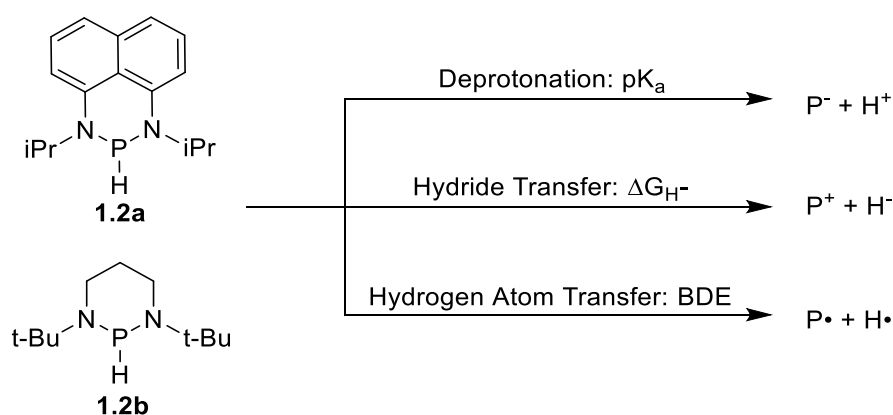 N
N
iPr
P
iPr
H
1.2a
N
N
t-Bu
P
t-Bu
H
1.2b
Deprotonation: pKa
P- + H+
Hydride Transfer: ΔGH-
P+ + H-
Hydrogen Atom Transfer: BDE
P• + H•